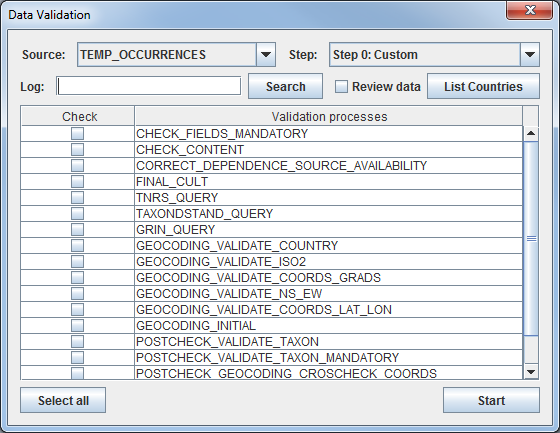 Data Validation
Source: TEMP_OCCURRENCES Step: Step 0: Custom
Log: Search Review data List Countries
Check Validation processes
CHECK_FIELDS_MANDATORY
CHECK_CONTENT
CORRECT_DEPENDENCE_SOURCE_AVAILABILITY
FINAL_CULT
TNRS_QUERY
TAXONDSTAND_QUERY
GRIN_QUERY
GEOCODING_VALIDATE_COUNTRY
GEOCODING_VALIDATE_ISO2
GEOCODING_VALIDATE_COORDS_GRADS
GEOCODING_VALIDATE_NS_EW
GEOCODING_VALIDATE_COORDS_LAT_LON
GEOCODING_INITIAL
POSTCHECK_VALIDATE_TAXON
POSTCHECK_VALIDATE_TAXON_MANDATORY
POSTCHECK_GEOCODING_CROSCHECK_COORDS
Select all Start